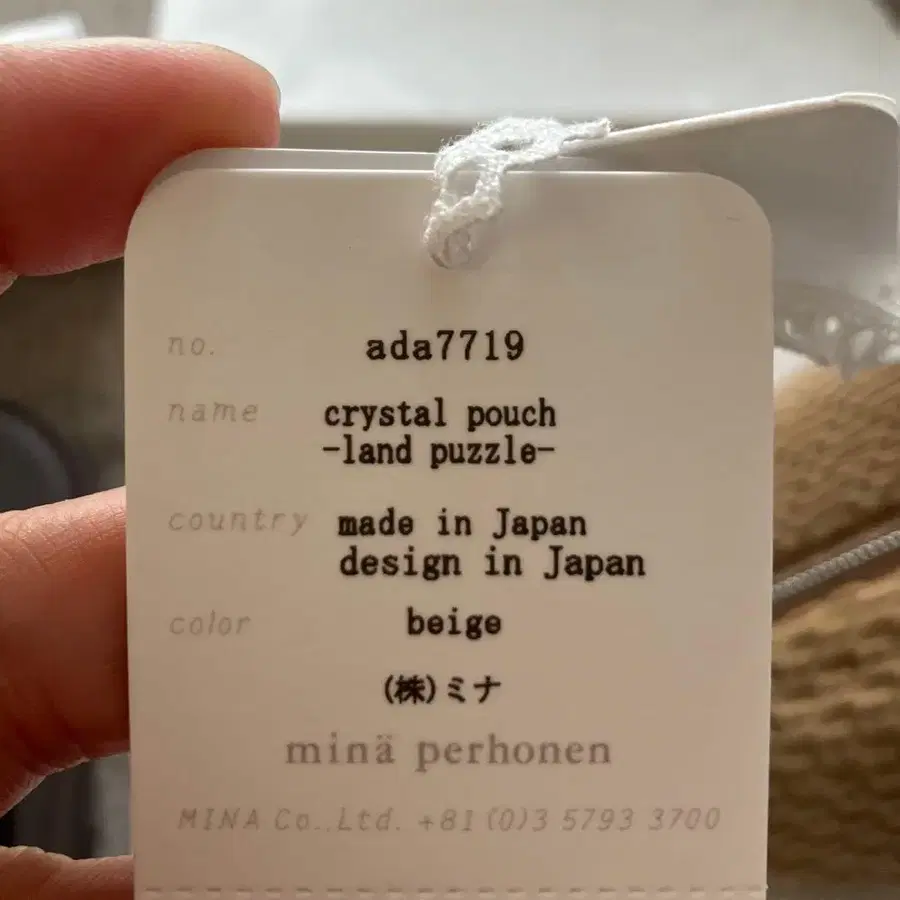 no. ada7719
name crystal pouch
-land puzzle-
country made in Japan
design in Japan
color beige
(株)ミナ
minä perhonen
MINA Co.,Ltd. +81(0)3 5793 3700